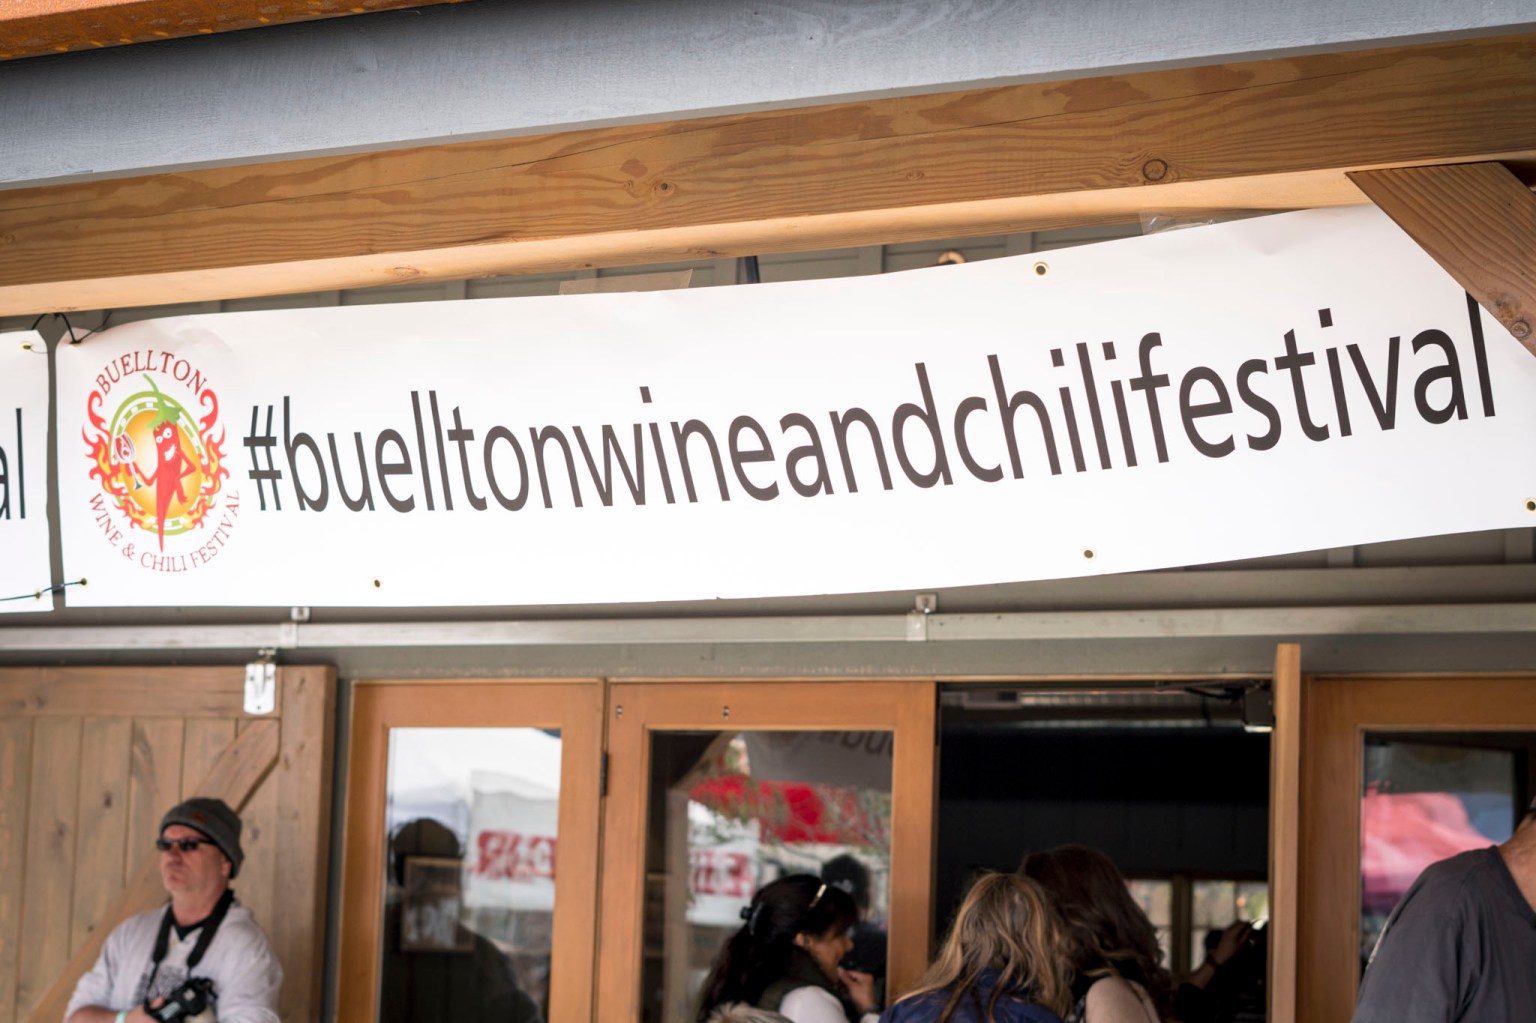 al
BUELLTON
WINE & CHILI FESTIVAL
#buelltonwineandchilifestival